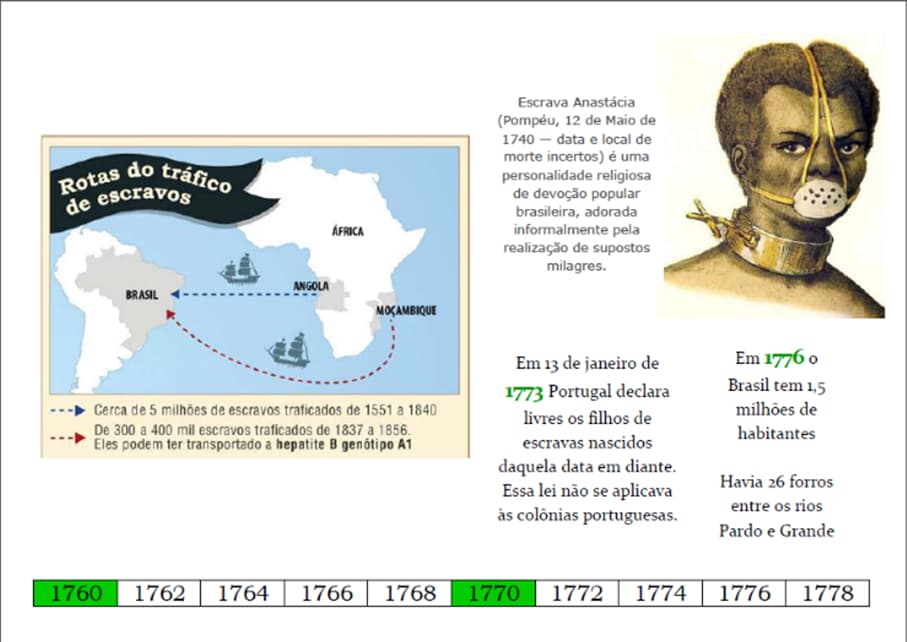 Rotas do tráfico
de escravos
ÁFRICA
BRASIL
ANGOLA
MOÇAMBIQUE
Cerca de 5 milhões de escravos traficados de 1551 a 1840
De 300 a 400 mil escravos traficados de 1837 a 1856.
Eles podem ter transportado a hepatite B genótipo A1
Escrava Anastácia
(Pompéu, 12 de Maio de
1740 — data e local de
morte incertos) é uma
personalidade religiosa
de devoção popular
brasileira, adorada
informalmente pela
realização de supostos
milagres.
Em 13 de janeiro de
1773 Portugal declara
livres os filhos de
escravas nascidos
daquela data em diante.
Essa lei não se aplicava
às colônias portuguesas.
Em 1776 o
Brasil tem 1,5
milhões de
habitantes
Havia 26 forros
entre os rios
Pardo e Grande
1760 1762 1764 1766 1768 1770 1772 1774 1776 1778